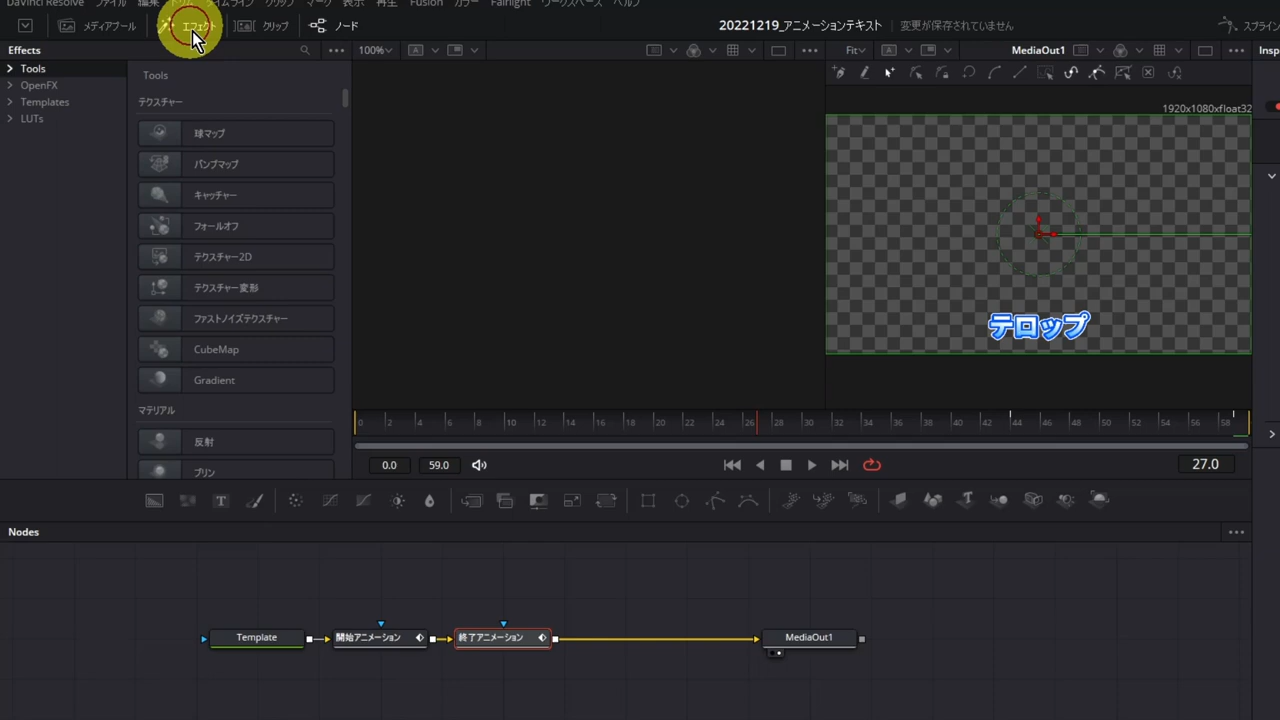 DaVinci Resolve ファイル 編集 トリム タイムライン クリップ マーク 表示 再生 Fusion カラー Fairlight ワークスペース ヘルプ
メディアプール エフェクト クリップ ノード 20221219_アニメーションテキスト 変更が保存されていません スプライン
Effects 100% Fit MediaOut1 Insp
Tools
OpenFX
Templates
LUTs
Tools
テクスチャー
球マップ
バンプマップ
キャッチャー
フォールオフ
テクスチャー2D
テクスチャー変形
ファストノイズテクスチャー
CubeMap
Gradient
マテリアル
反射
ブリン
1920x1080xfloat32
テロップ
0 2 4 6 8 10 12 14 16 18 20 22 24 26 28 30 32 34 36 38 40 42 44 46 48 50 52 54 56 58
0.0 59.0 27.0
Nodes
Template 開始アニメーション 終了アニメーション MediaOut1